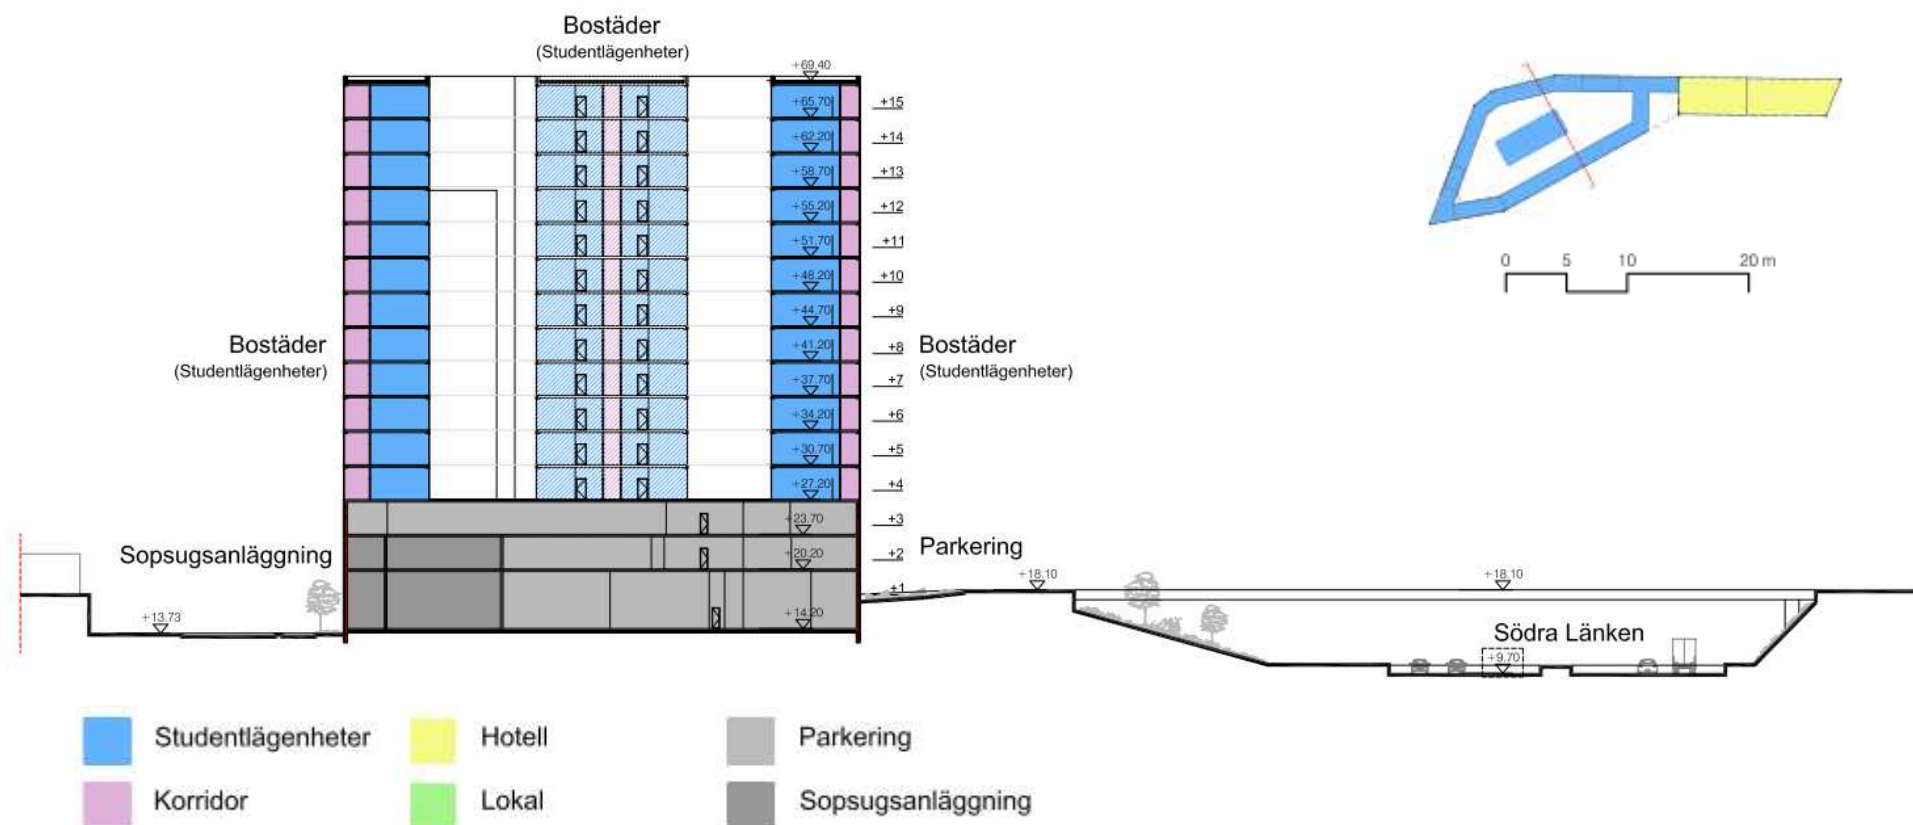 Bostäder
(Studentlägenheter)
+69.40
+65.70
+15
+62.20
+14
+58.70
+13
+55.20
+12
+51.70
+11
+48.20
+10
+44.70
+9
+41.20
+8
+37.70
+7
+34.20
+6
+30.70
+5
+27.20
+4
+23.70
+3
+20.20
+2
+1
+14.20
Bostäder
(Studentlägenheter)
Bostäder
(Studentlägenheter)
0 5 10 20 m
Sopsugsanläggning
Parkering
+13.73
+18.10
+18.10
Södra Länken
+9.70
Studentlägenheter
Hotell
Parkering
Korridor
Lokal
Sopsugsanläggning